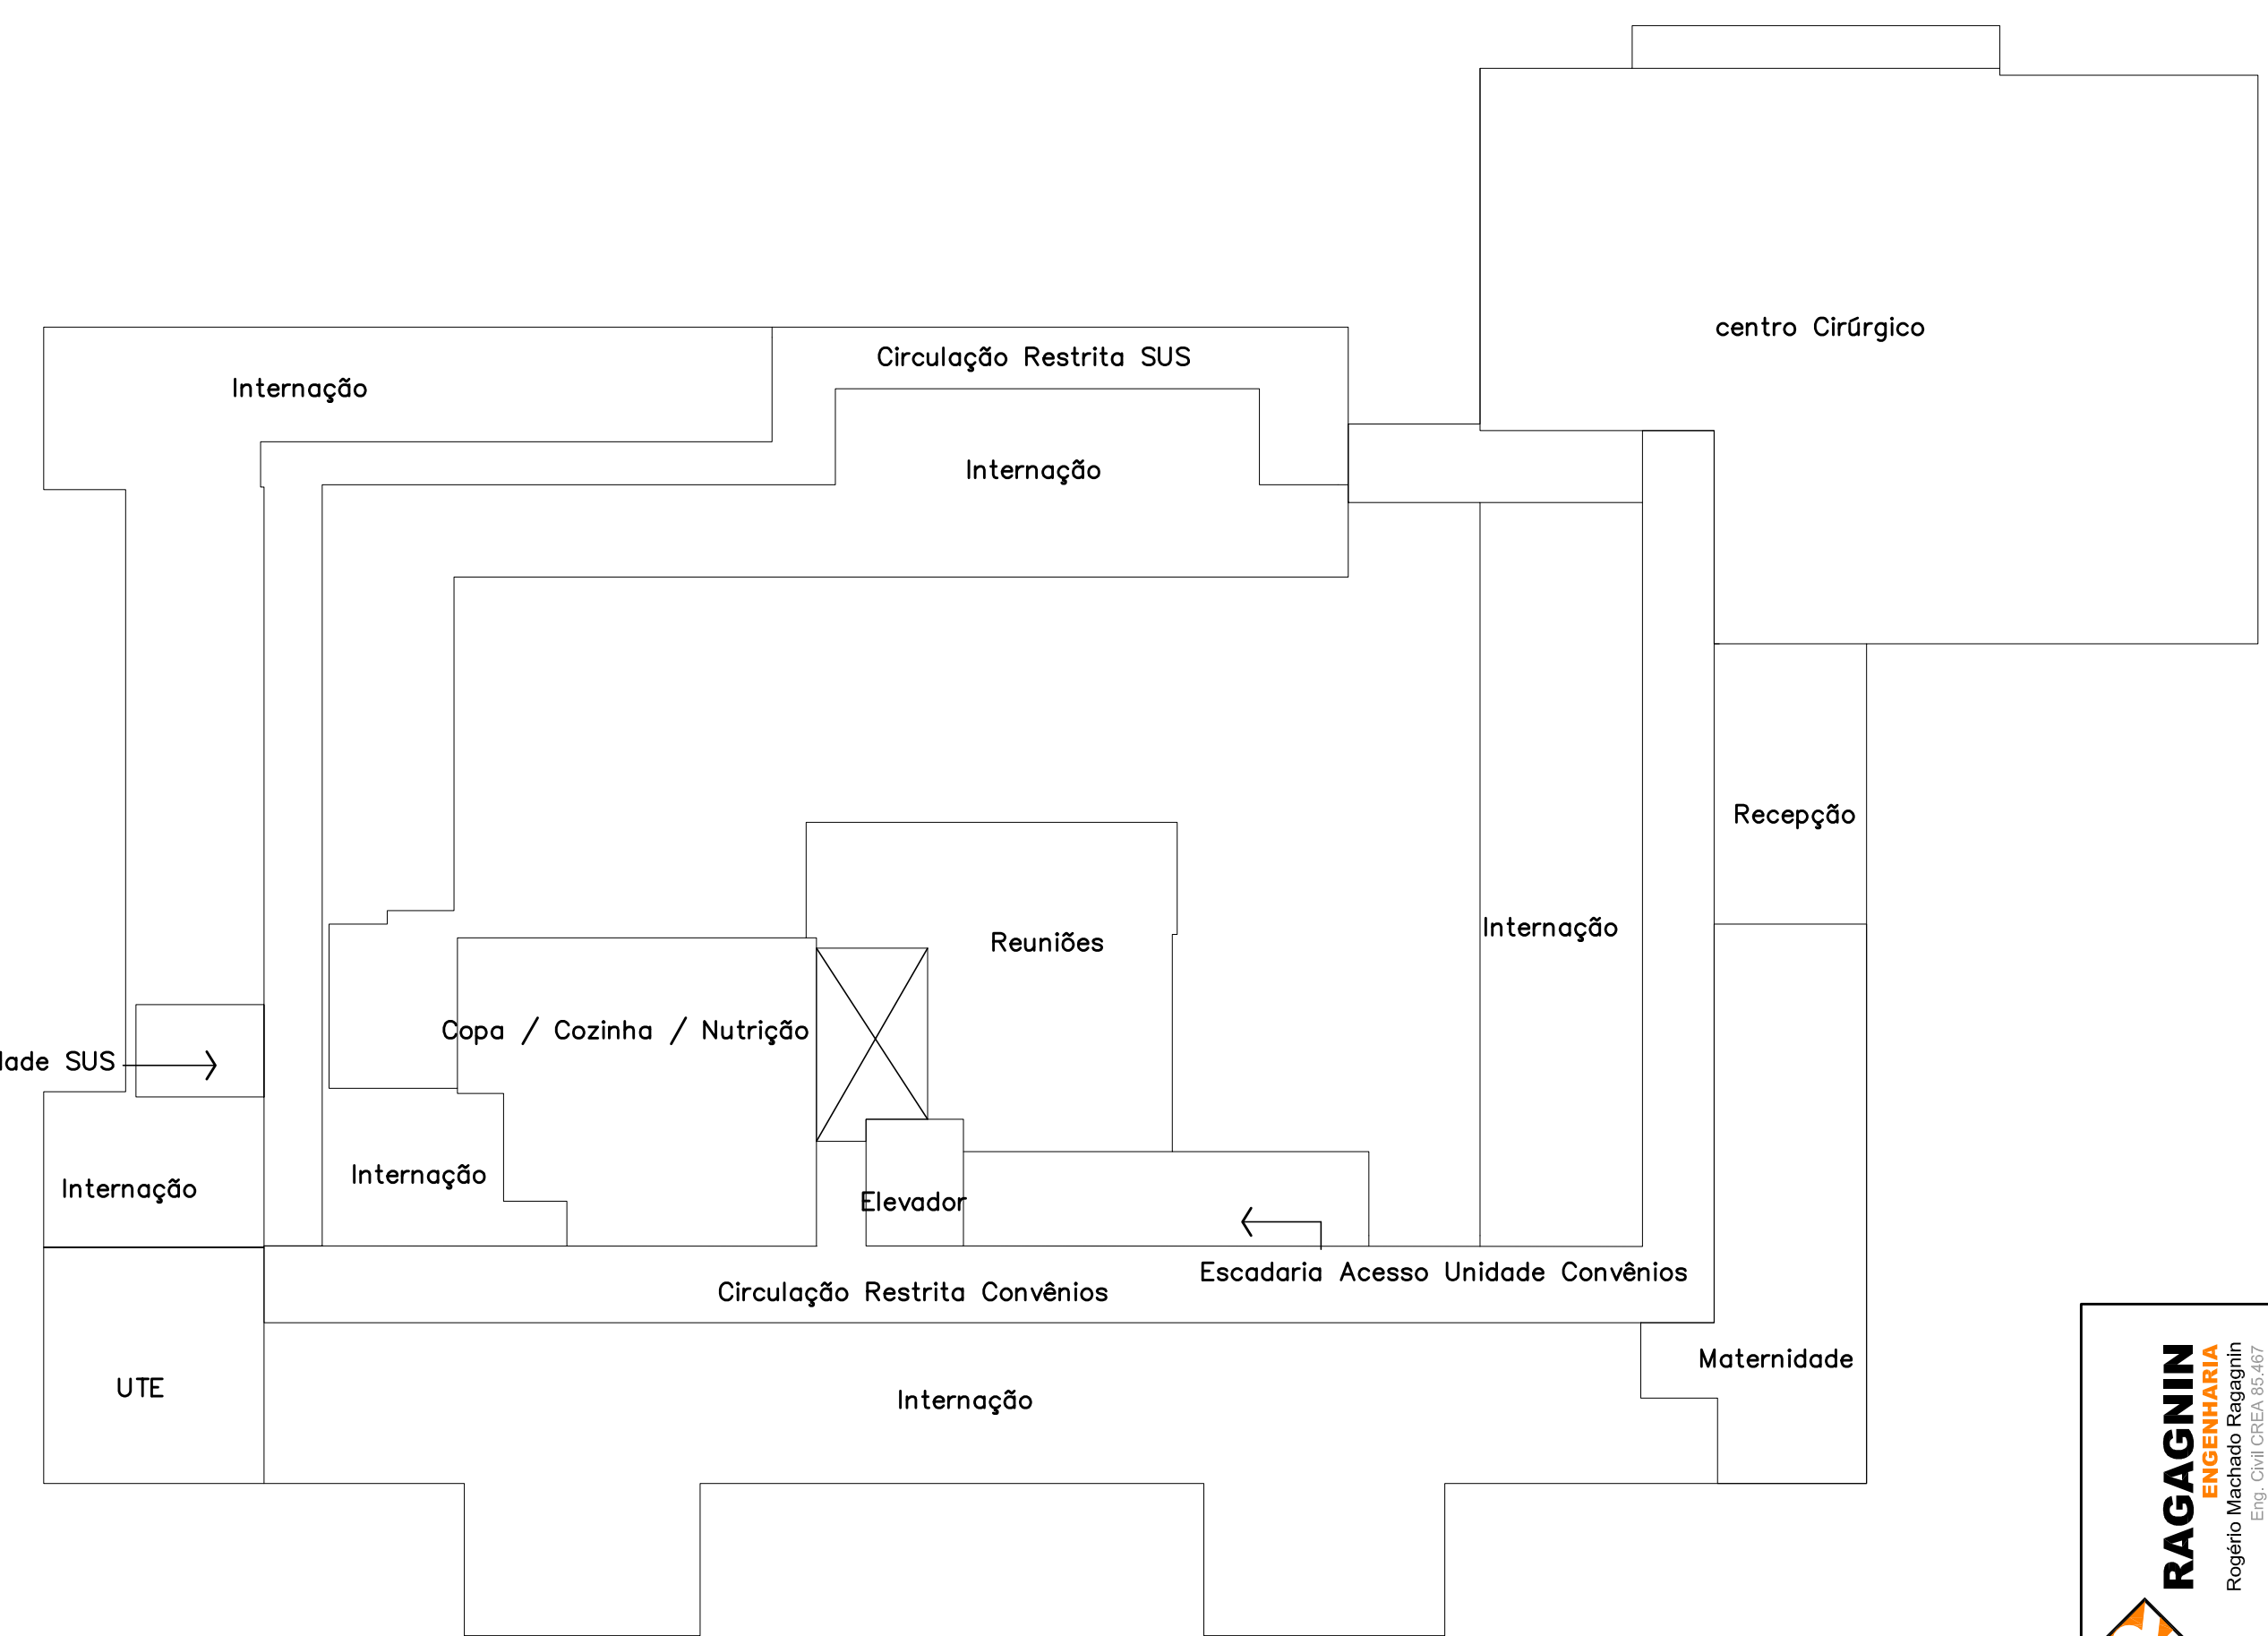 centro Cirúrgico
Circulação Restrita SUS
Internação
Internação
Recepção
Internação
Reuniões
Copa / Cozinha / Nutrição
SUS
Internação
Internação
Elevador
Escadaria Acesso Unidade Convênios
Circulação Restrita Convênios
Maternidade
UTE
Internação
RAGAGNIN
ENGENHARIA
Rogério Machado Ragagnin
Eng. Civil CREA 85.467